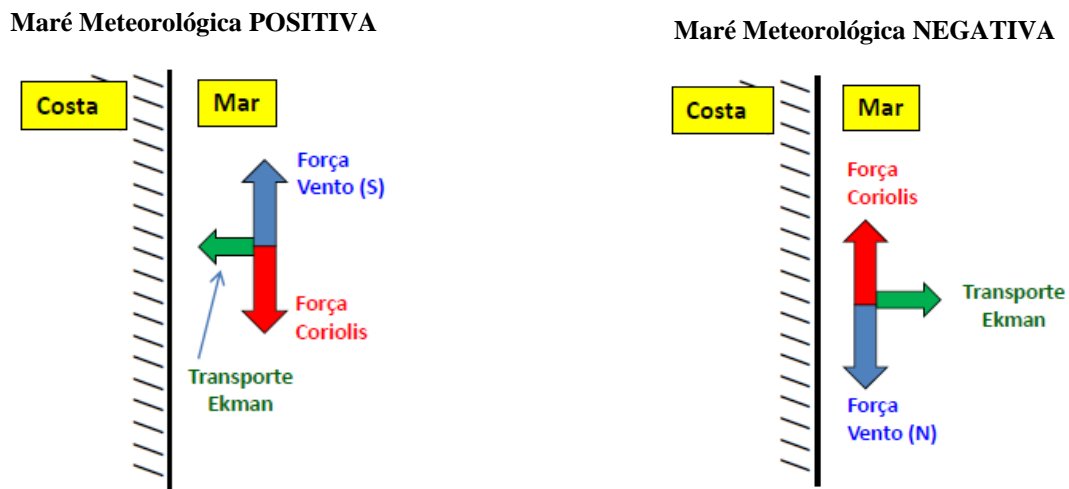 Maré Meteorológica POSITIVA
Costa
Mar
Força
Vento (S)
Força
Coriolis
Transporte
Ekman
Maré Meteorológica NEGATIVA
Costa
Mar
Força
Coriolis
Transporte
Ekman
Força
Vento (N)